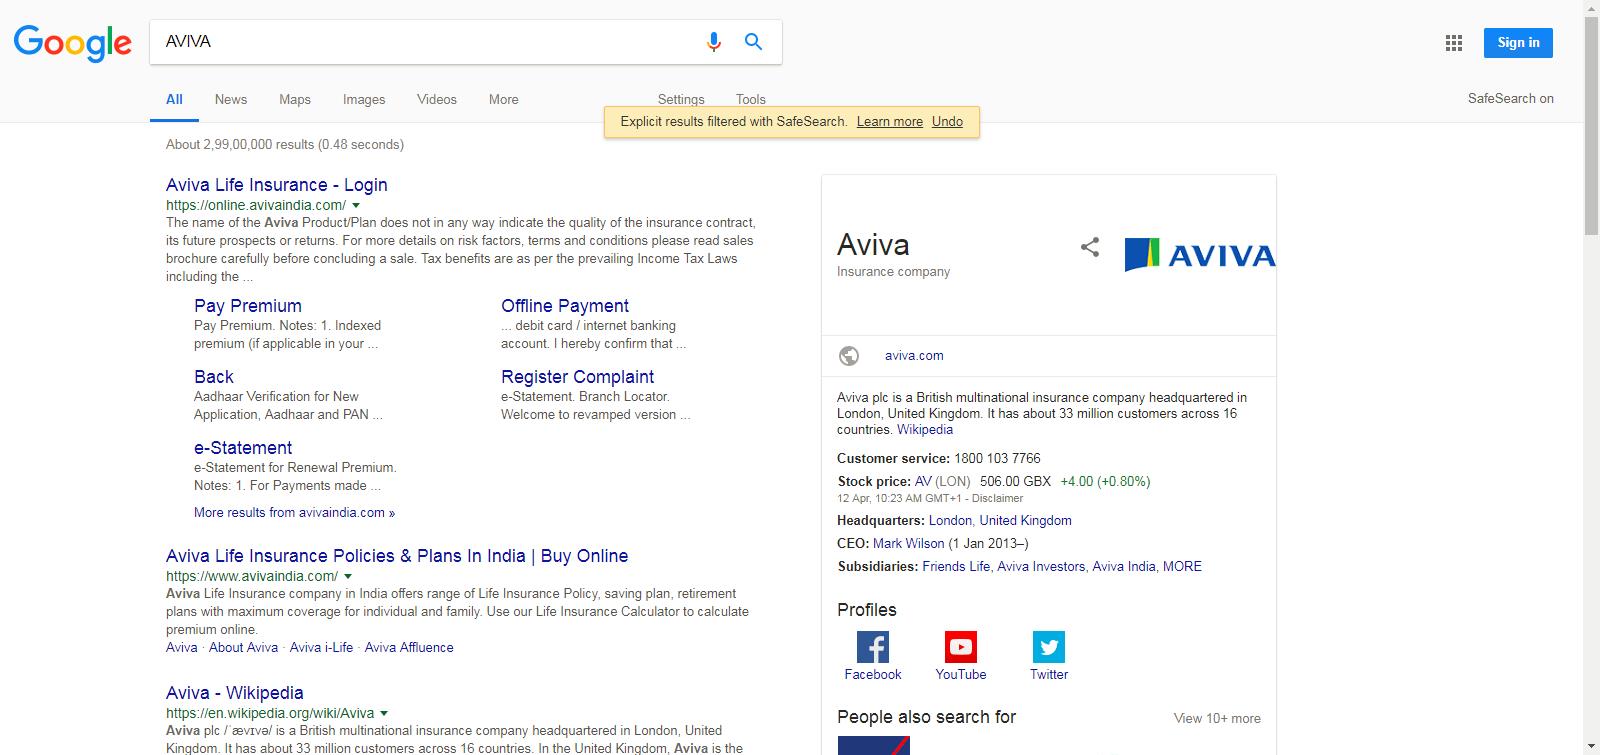 Google
AVIVA
Sign in
All News Maps Images Videos More Settings Tools
SafeSearch on
Explicit results filtered with SafeSearch. Learn more Undo
About 2,99,00,000 results (0.48 seconds)
Aviva Life Insurance - Login
https://online.avivaindia.com/
The name of the Aviva Product/Plan does not in any way indicate the quality of the insurance contract,
its future prospects or returns. For more details on risk factors, terms and conditions please read sales
brochure carefully before concluding a sale. Tax benefits are as per the prevailing Income Tax Laws
including the ...
Pay Premium
Pay Premium. Notes: 1. Indexed
premium (if applicable in your ...
Offline Payment
... debit card / internet banking
account. I hereby confirm that ...
Back
Aadhaar Verification for New
Application, Aadhaar and PAN ...
Register Complaint
e-Statement. Branch Locator.
Welcome to revamped version ...
e-Statement
e-Statement for Renewal Premium.
Notes: 1. For Payments made ...
More results from avivaindia.com »
Aviva Life Insurance Policies & Plans In India | Buy Online
https://www.avivaindia.com/
Aviva Life Insurance company in India offers range of Life Insurance Policy, saving plan, retirement
plans with maximum coverage for individual and family. Use our Life Insurance Calculator to calculate
premium online.
Aviva · About Aviva · Aviva i-Life · Aviva Affluence
Aviva - Wikipedia
https://en.wikipedia.org/wiki/Aviva
Aviva plc /ˈævɪvə/ is a British multinational insurance company headquartered in London, United
Kingdom. It has about 33 million customers across 16 countries. In the United Kingdom, Aviva is the
Aviva
Insurance company
AVIVA
aviva.com
Aviva plc is a British multinational insurance company headquartered in
London, United Kingdom. It has about 33 million customers across 16
countries. Wikipedia
Customer service: 1800 103 7766
Stock price: AV (LON) 506.00 GBX +4.00 (+0.80%)
12 Apr, 10:23 AM GMT+1 - Disclaimer
Headquarters: London, United Kingdom
CEO: Mark Wilson (1 Jan 2013–)
Subsidiaries: Friends Life, Aviva Investors, Aviva India, MORE
Profiles
Facebook YouTube Twitter
People also search for View 10+ more